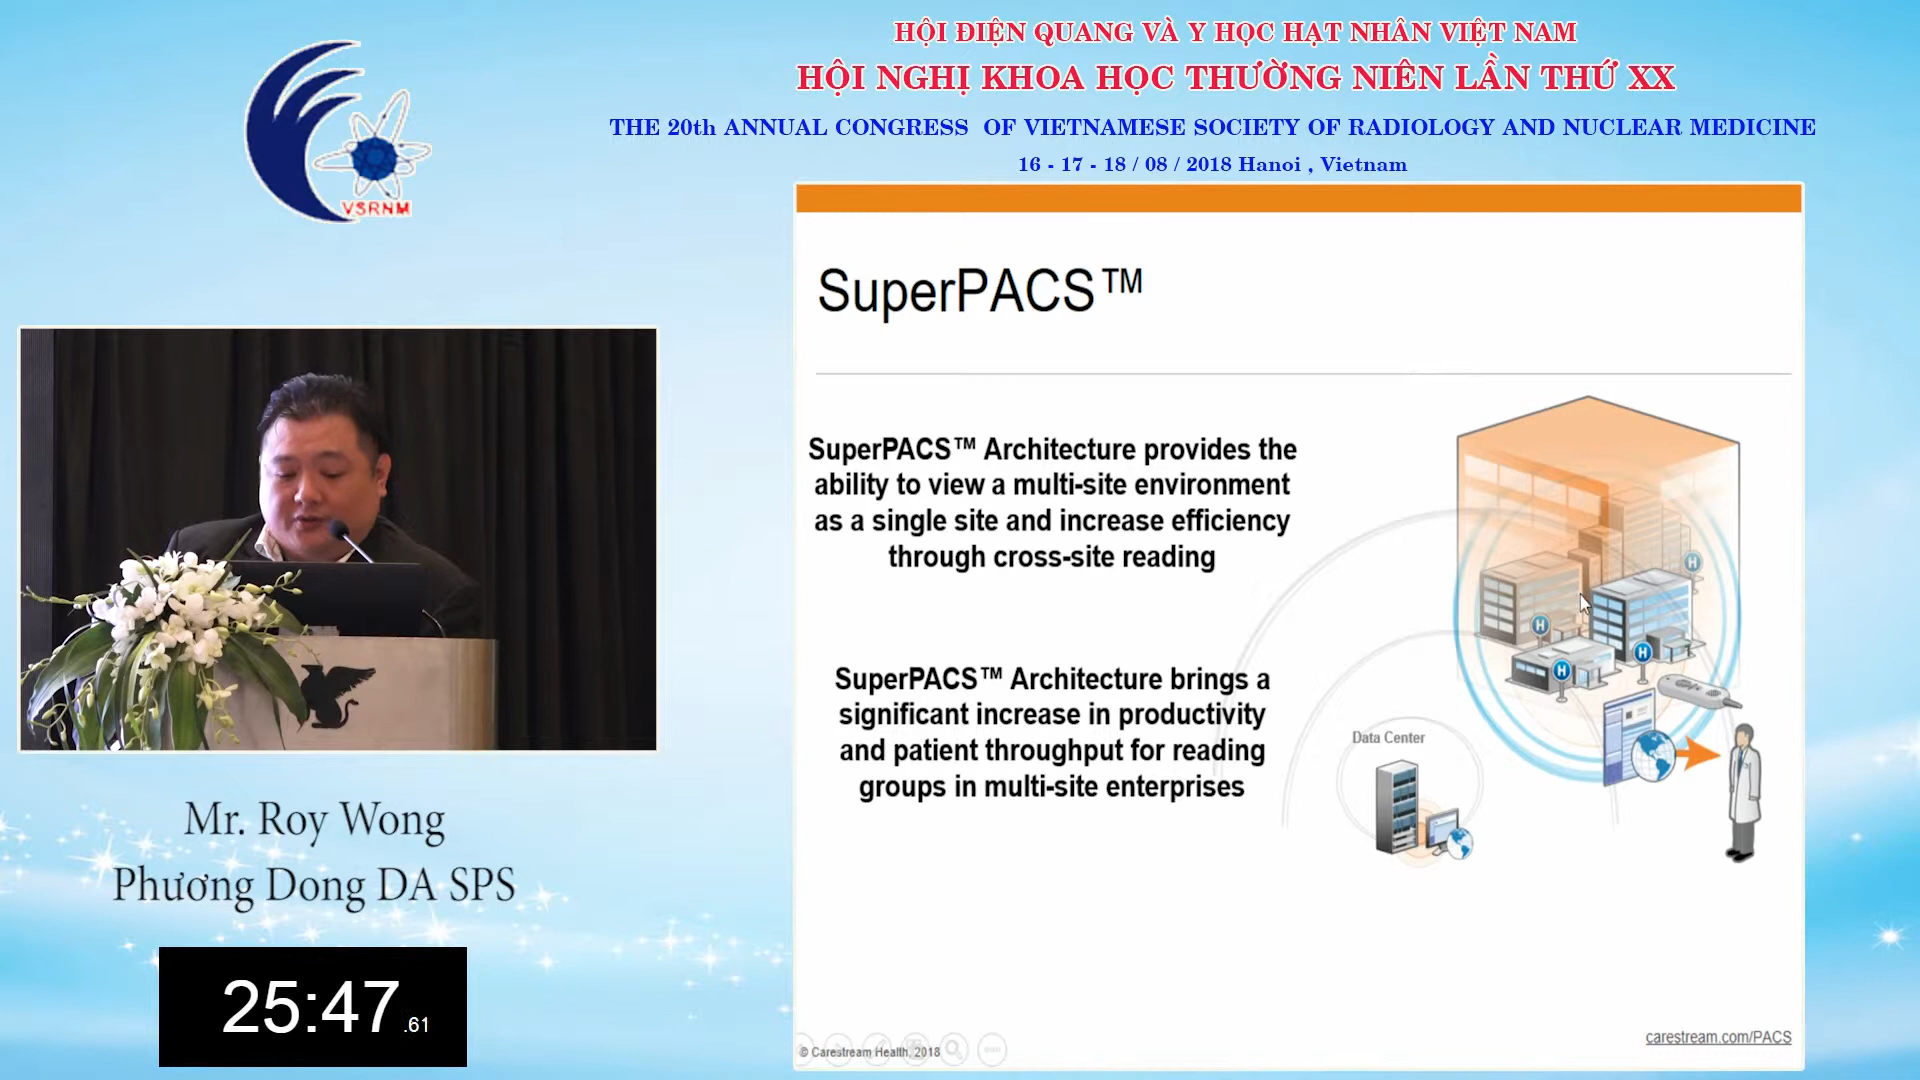 HỘI ĐIỆN QUANG VÀ Y HỌC HẠT NHÂN VIỆT NAM
HỘI NGHỊ KHOA HỌC THƯỜNG NIÊN LẦN THỨ XX
THE 20th ANNUAL CONGRESS OF VIETNAMESE SOCIETY OF RADIOLOGY AND NUCLEAR MEDICINE
16 - 17 - 18 / 08 / 2018 Hanoi , Vietnam
VSRNM
SuperPACS™
SuperPACS™ Architecture provides the
ability to view a multi-site environment
as a single site and increase efficiency
through cross-site reading
SuperPACS™ Architecture brings a
significant increase in productivity
and patient throughput for reading
groups in multi-site enterprises
H
H
H
H
Data Center
Mr. Roy Wong
Phương Dong DA SPS
25:47.61
© Carestream Health, 2018
carestream.com/PACS